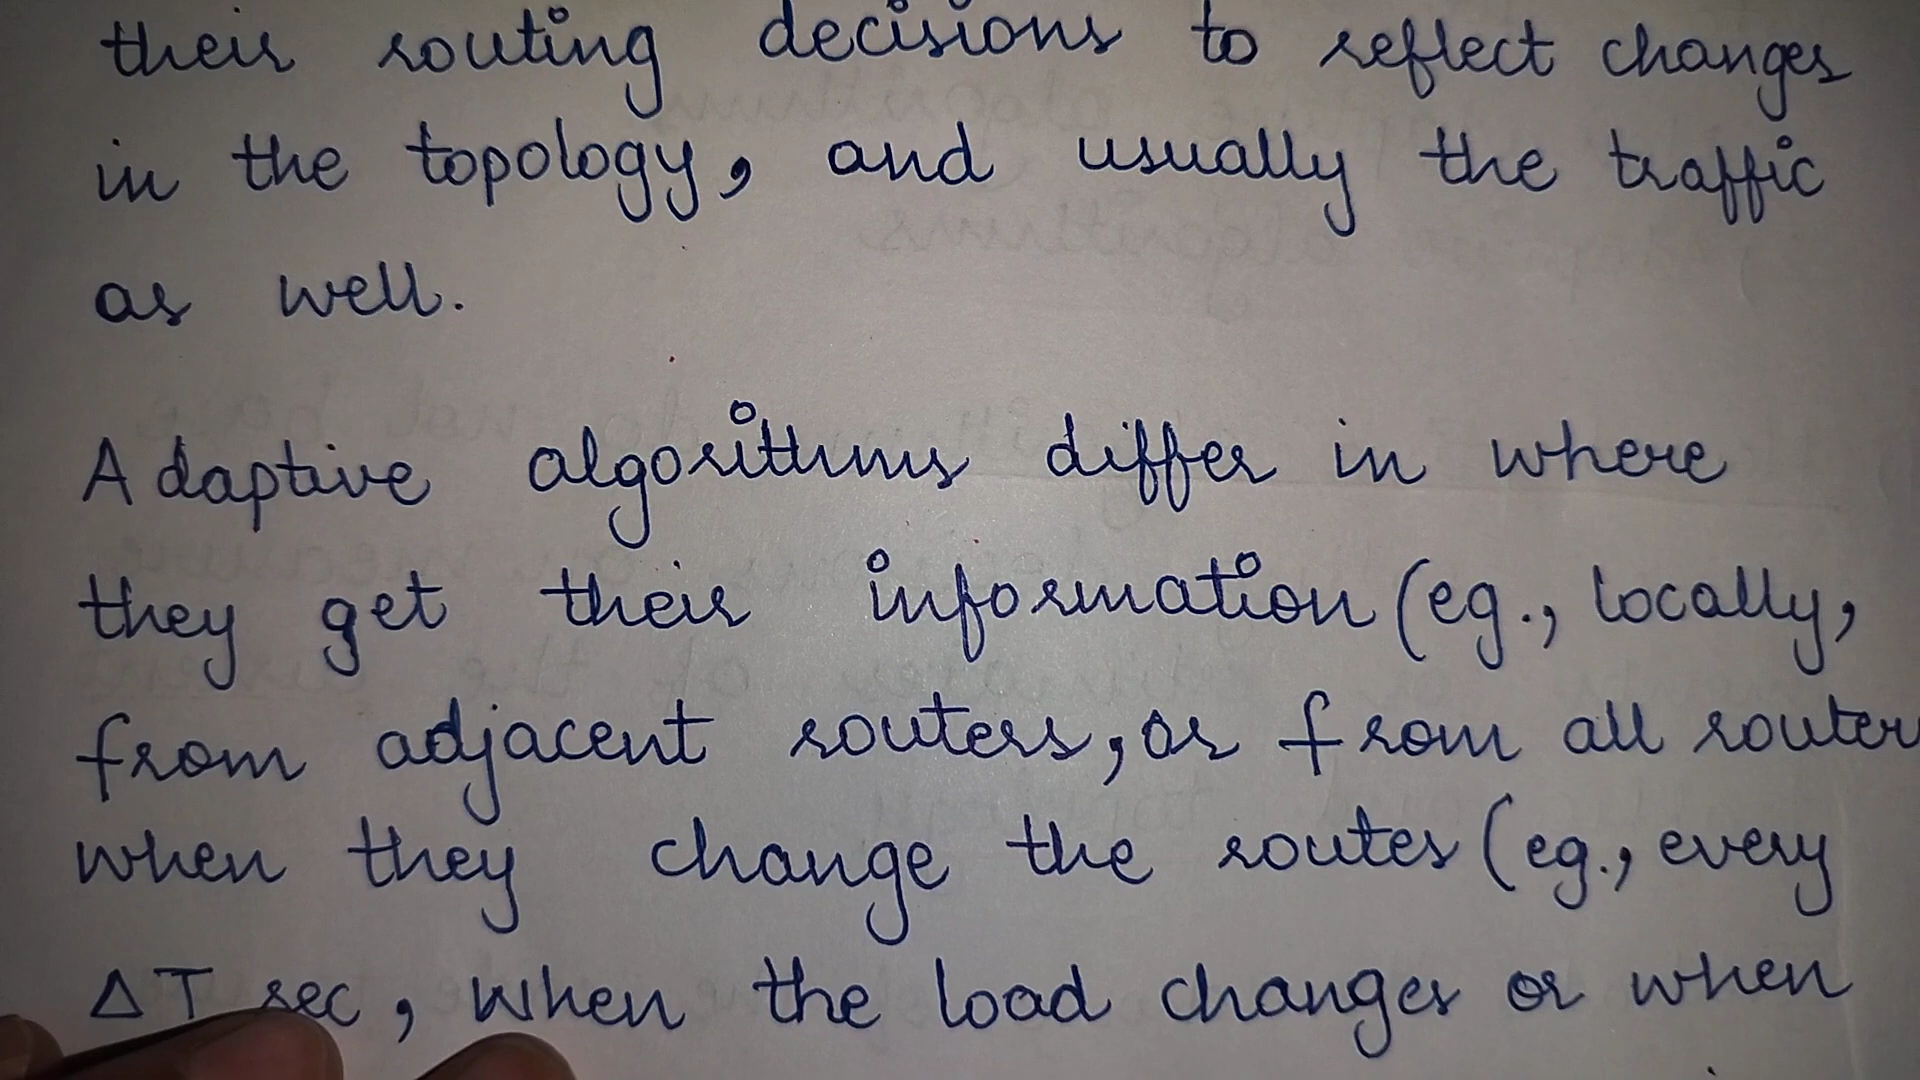 their routing decisions to reflect changes
in the topology, and usually the traffic
as well.
Adaptive algorithms differ in where
they get their information (eg., locally,
from adjacent routers, or from all router
when they change the routes (eg., every
ΔT sec, when the load changes or when